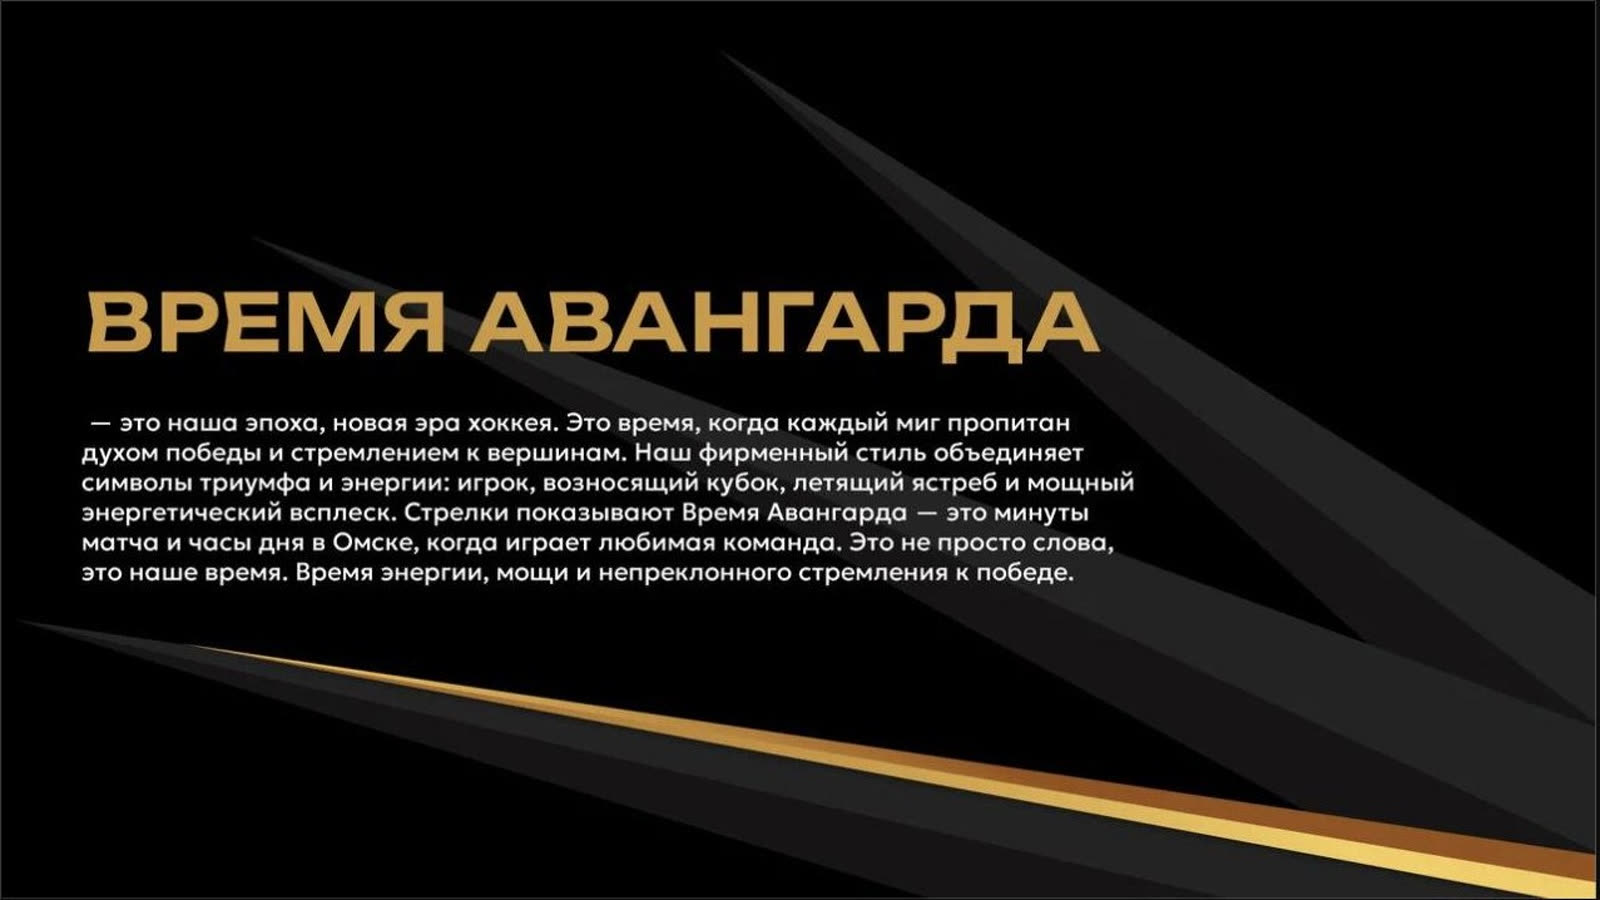 ВРЕМЯ АВАНГАРДА
— это наша эпоха, новая эра хоккея. Это время, когда каждый миг пропитан
духом победы и стремлением к вершинам. Наш фирменный стиль объединяет
символы триумфа и энергии: игрок, возносящий кубок, летящий ястреб и мощный
энергетический всплеск. Стрелки показывают Время Авангарда — это минуты
матча и часы дня в Омске, когда играет любимая команда. Это не просто слова,
это наше время. Время энергии, мощи и непреклонного стремления к победе.